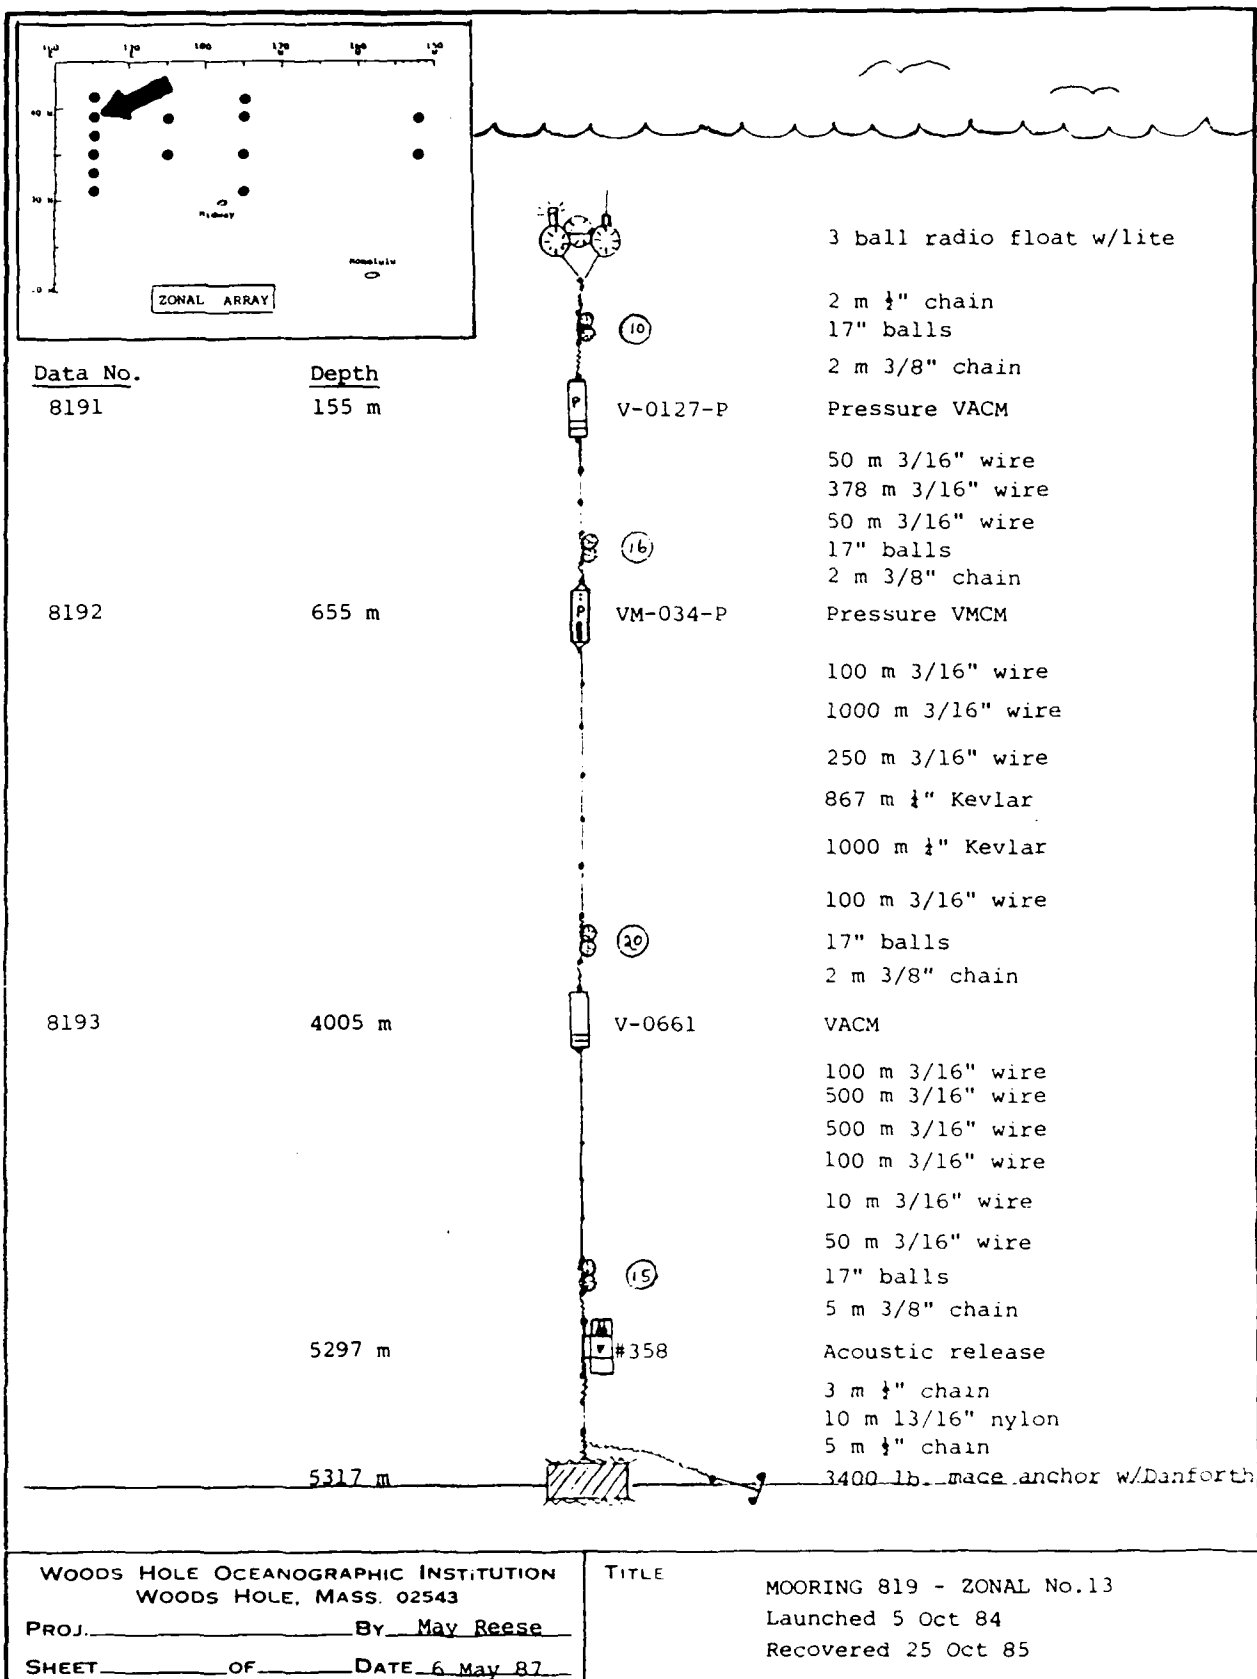 40 N
30 N
Midway
Honolulu
ZONAL ARRAY
3 ball radio float w/lite
2 m ½" chain
10
17" balls
2 m 3/8" chain
Data No. Depth
8191 155 m P V-0127-P Pressure VACM
50 m 3/16" wire
378 m 3/16" wire
50 m 3/16" wire
16 17" balls
2 m 3/8" chain
8192 655 m P VM-034-P Pressure VMCM
100 m 3/16" wire
1000 m 3/16" wire
250 m 3/16" wire
867 m ¼" Kevlar
1000 m ¼" Kevlar
100 m 3/16" wire
20 17" balls
2 m 3/8" chain
8193 4005 m V-0661 VACM
100 m 3/16" wire
500 m 3/16" wire
500 m 3/16" wire
100 m 3/16" wire
10 m 3/16" wire
50 m 3/16" wire
15 17" balls
5 m 3/8" chain
5297 m #358 Acoustic release
3 m ½" chain
10 m 13/16" nylon
5 m ½" chain
5317 m 3400 lb. mace anchor w/Danforth
WOODS HOLE OCEANOGRAPHIC INSTITUTION
WOODS HOLE, MASS. 02543
PROJ. BY May Reese
SHEET OF DATE 6 May 87
TITLE
MOORING 819 - ZONAL No.13
Launched 5 Oct 84
Recovered 25 Oct 85